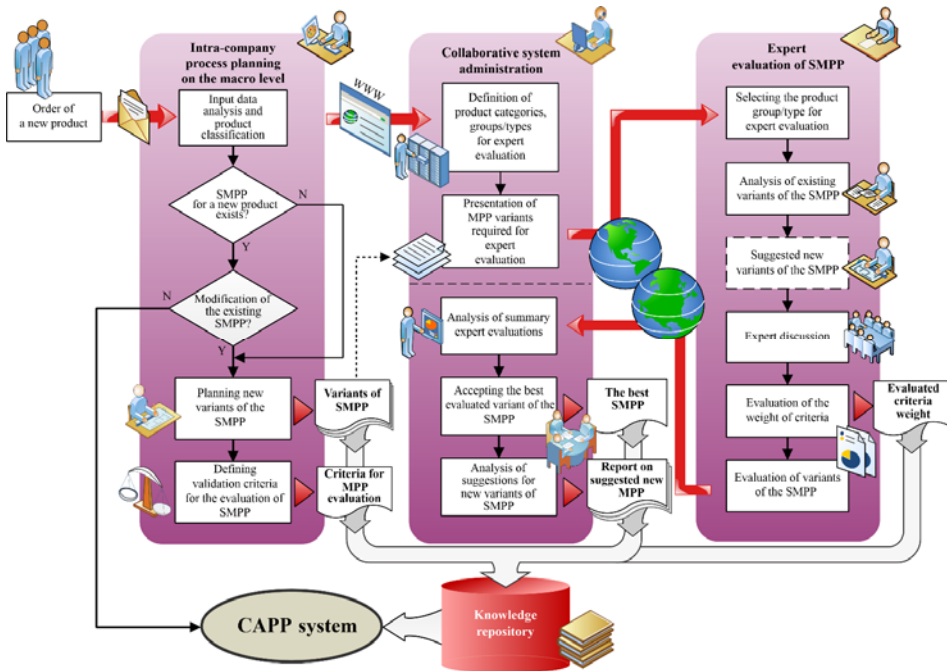 Order of
a new product
Intra-company
process planning
on the macro level
Input data
analysis and
product
classification
SMPP
for a new product
exists?
N
Y
Modification of
the existing
SMPP?
N
Y
Planning new
variants of the
SMPP
Variants of
SMPP
Defining
validation criteria
for the evaluation of
SMPP
Criteria for
MPP
evaluation
WWW
Collaborative system
administration
Definition of
product categories,
groups/types
for expert
evaluation
Presentation of
MPP variants
required for
expert
evaluation
Analysis of summary
expert evaluations
Accepting the best
evaluated variant of the
SMPP
The best
SMPP
Analysis of
suggestions for
new variants of
SMPP
Report on
suggested new
MPP
Expert
evaluation of SMPP
Selecting the product
group/type for
expert evaluation
Analysis of existing
variants of the SMPP
Suggested new
variants of the SMPP
Expert discussion
Evaluation of the
weight of criteria
Evaluated
criteria
weight
Evaluation of variants
of the SMPP
CAPP system
Knowledge
repository